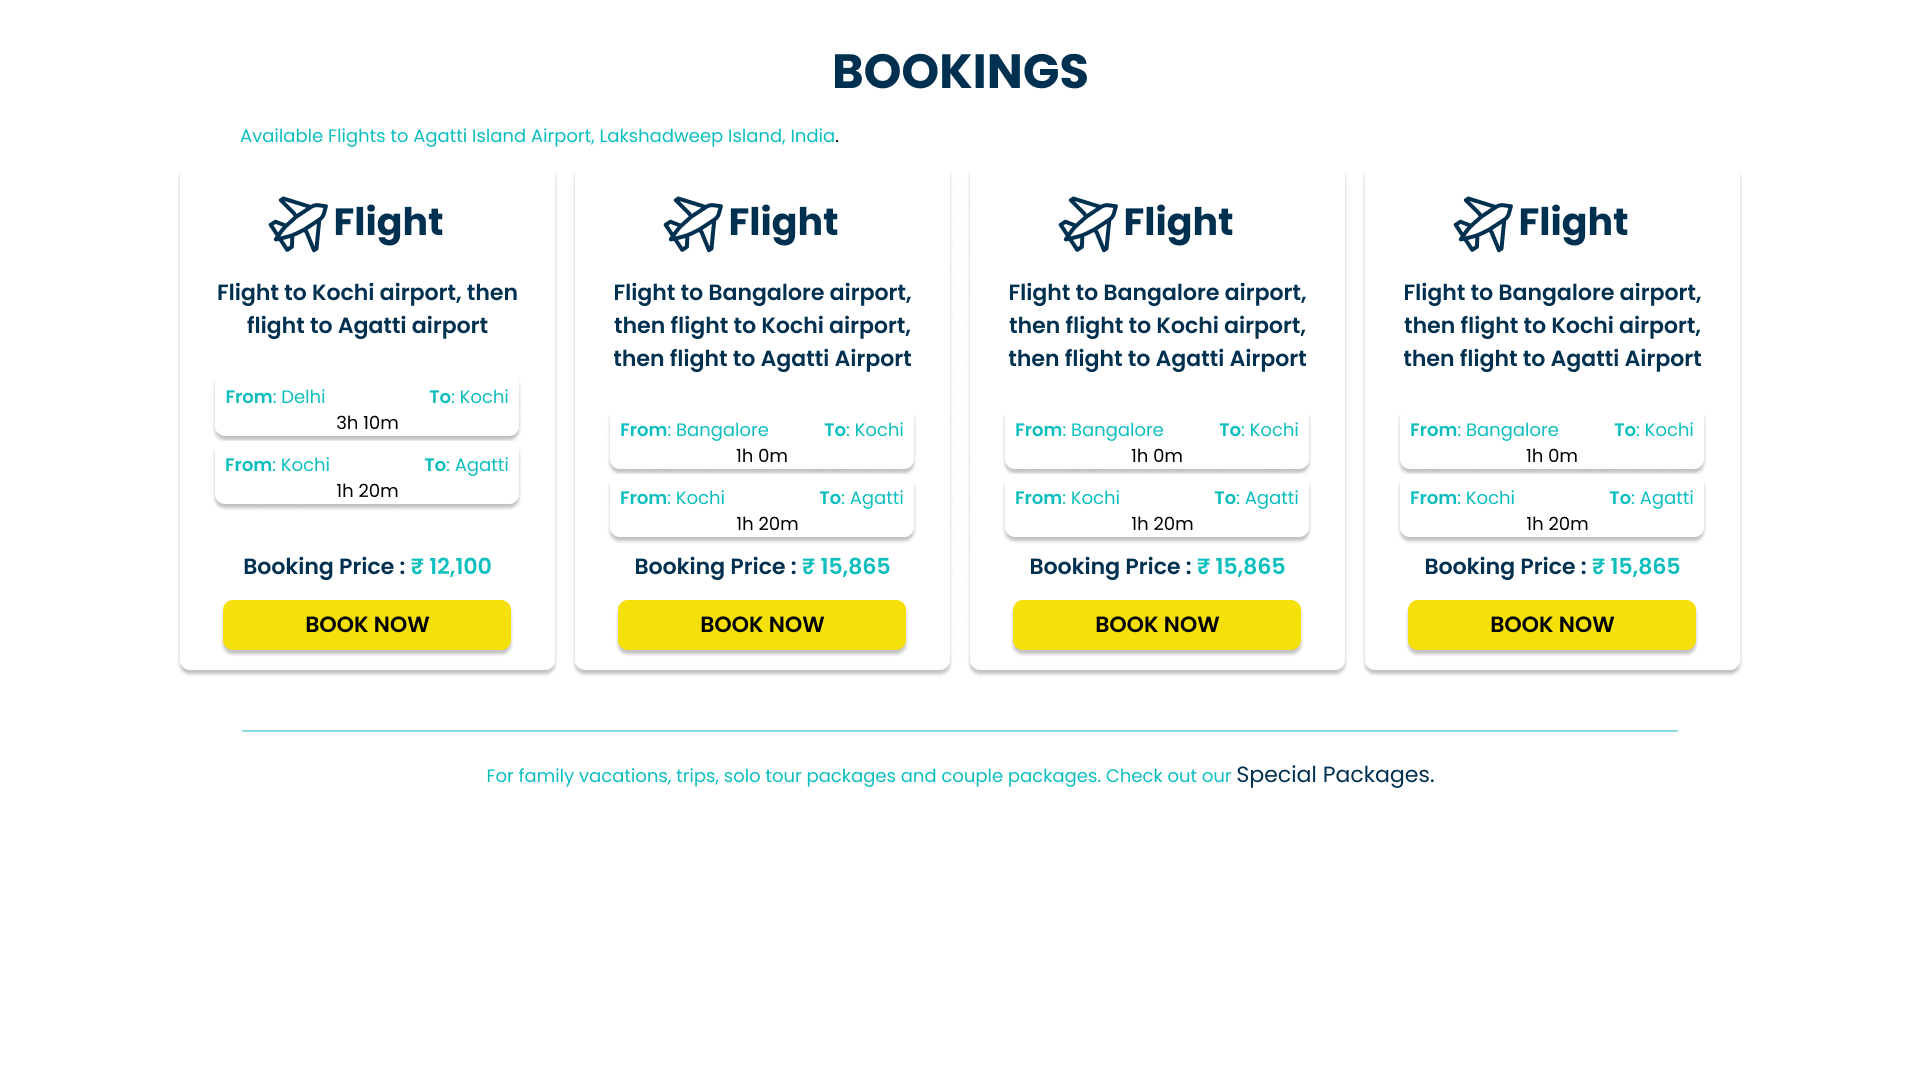 BOOKINGS
Available Flights to Agatti Island Airport, Lakshadweep Island, India.
Flight
Flight to Kochi airport, then
flight to Agatti airport
From: Delhi To: Kochi
3h 10m
From: Kochi To: Agatti
1h 20m
Booking Price : ₹ 12,100
BOOK NOW
Flight
Flight to Bangalore airport,
then flight to Kochi airport,
then flight to Agatti Airport
From: Bangalore To: Kochi
1h 0m
From: Kochi To: Agatti
1h 20m
Booking Price : ₹ 15,865
BOOK NOW
Flight
Flight to Bangalore airport,
then flight to Kochi airport,
then flight to Agatti Airport
From: Bangalore To: Kochi
1h 0m
From: Kochi To: Agatti
1h 20m
Booking Price : ₹ 15,865
BOOK NOW
Flight
Flight to Bangalore airport,
then flight to Kochi airport,
then flight to Agatti Airport
From: Bangalore To: Kochi
1h 0m
From: Kochi To: Agatti
1h 20m
Booking Price : ₹ 15,865
BOOK NOW
For family vacations, trips, solo tour packages and couple packages. Check out our Special Packages.